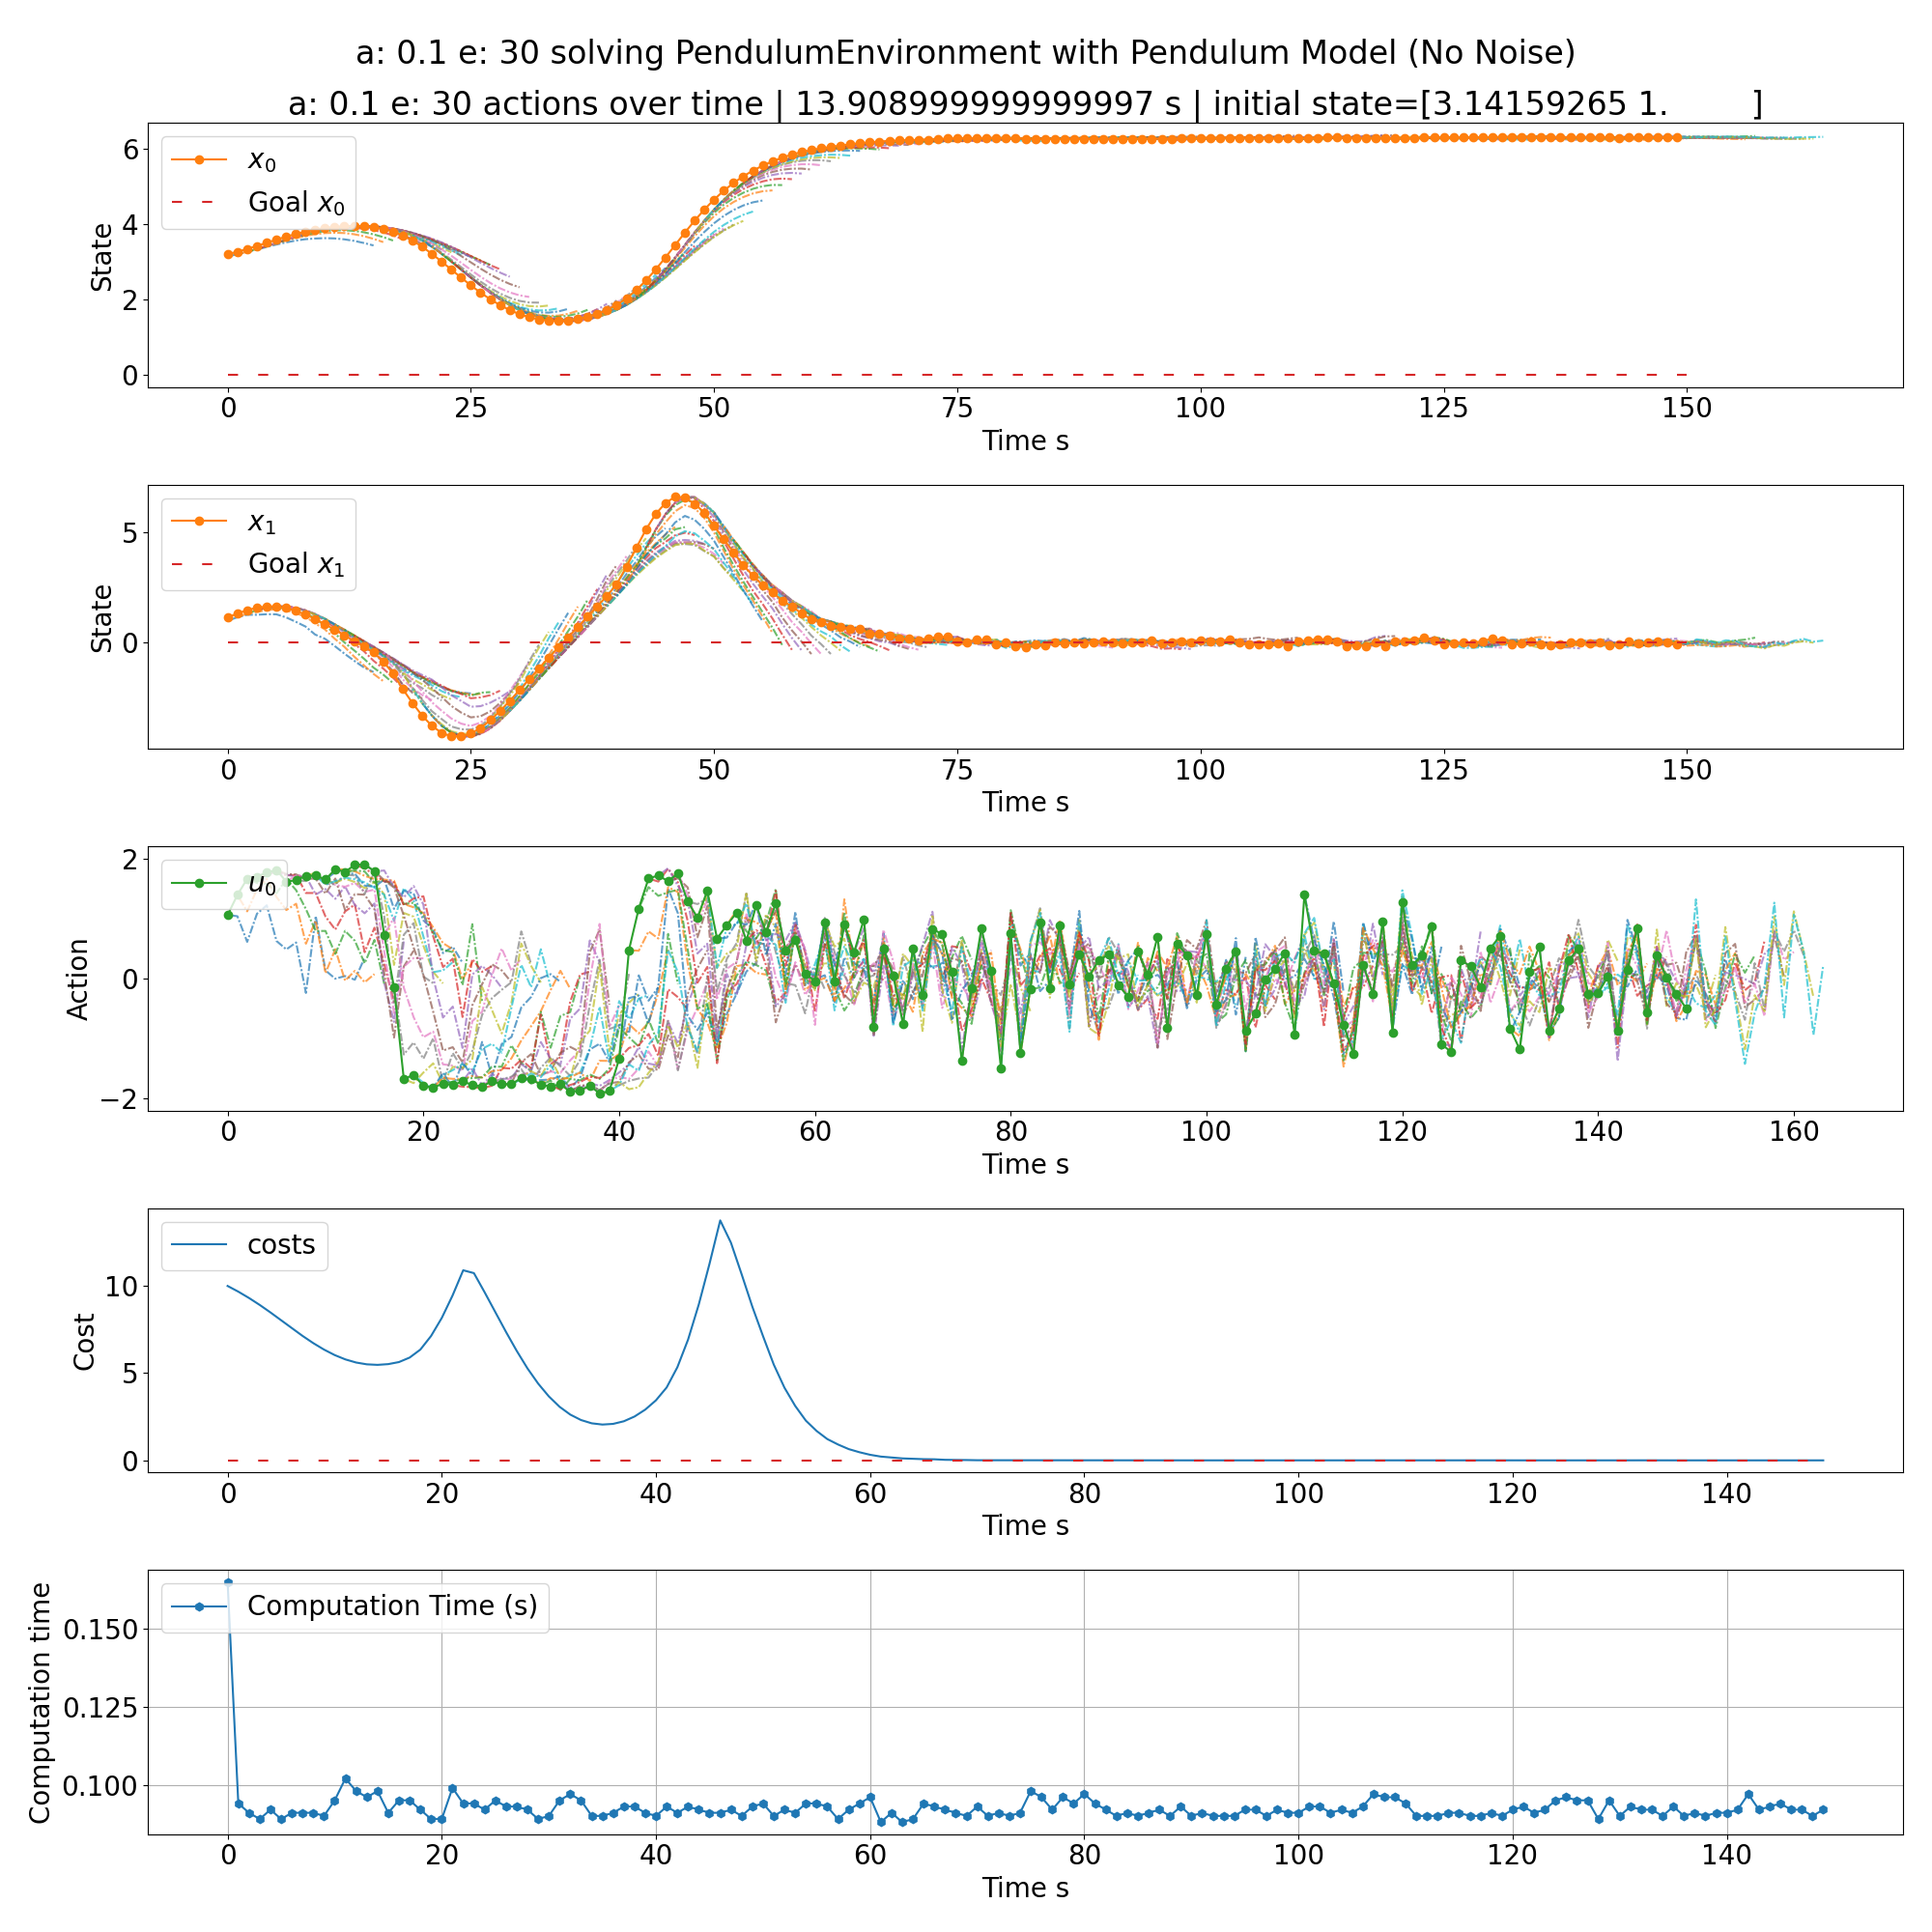 a: 0.1 e: 30 solving PendulumEnvironment with Pendulum Model (No Noise)
a: 0.1 e: 30 actions over time | 13.908999999999997 s | initial state=[3.14159265 1. ]
State
6
4
2
0
x₀
Goal x₀
0 25 50 75 100 125 150
Time s
State
5
0
x₁
Goal x₁
0 25 50 75 100 125 150
Time s
Action
2
0
−2
u₀
0 20 40 60 80 100 120 140 160
Time s
Cost
10
5
0
costs
0 20 40 60 80 100 120 140
Time s
Computation time
0.150
0.125
0.100
Computation Time (s)
0 20 40 60 80 100 120 140
Time s